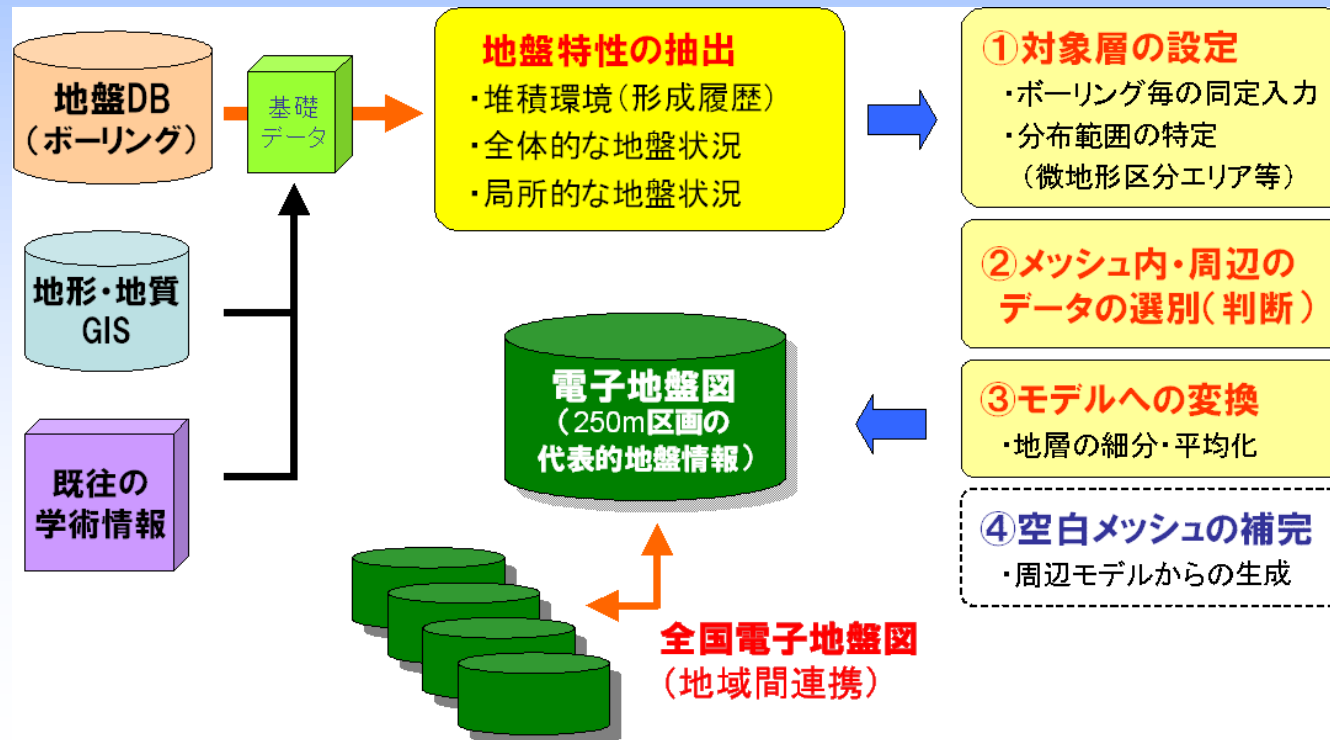 地盤DB
(ボーリング)
基礎
データ
地形・地質
GIS
既往の
学術情報
地盤特性の抽出
・堆積環境(形成履歴)
・全体的な地盤状況
・局所的な地盤状況
①対象層の設定
・ボーリング毎の同定入力
・分布範囲の特定
(微地形区分エリア等)
②メッシュ内・周辺の
データの選別(判断)
③モデルへの変換
・地層の細分・平均化
④空白メッシュの補完
・周辺モデルからの生成
電子地盤図
(250m区画の
代表的地盤情報)
全国電子地盤図
(地域間連携)